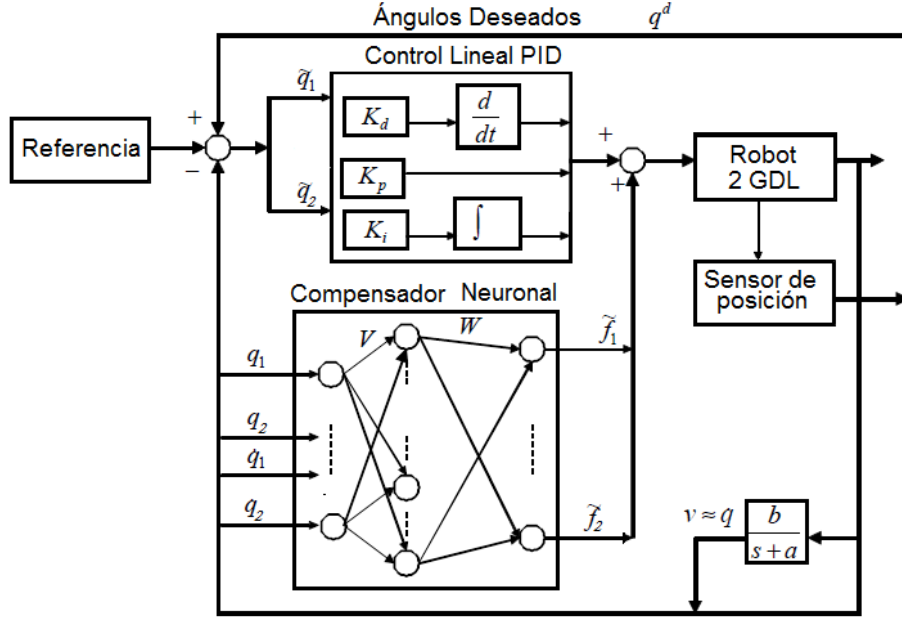 Ángulos Deseados q^d
Control Lineal PID
q̃₁
K_d
d/dt
Referencia
+
−
K_p
+
+
Robot
2 GDL
q̃₂
K_i
∫
Sensor de
posición
Compensador Neuronal
V
W
f̃₁
q₁
q₂
q₁
q₂
f̃₂
v ≈ q
b/(s+a)